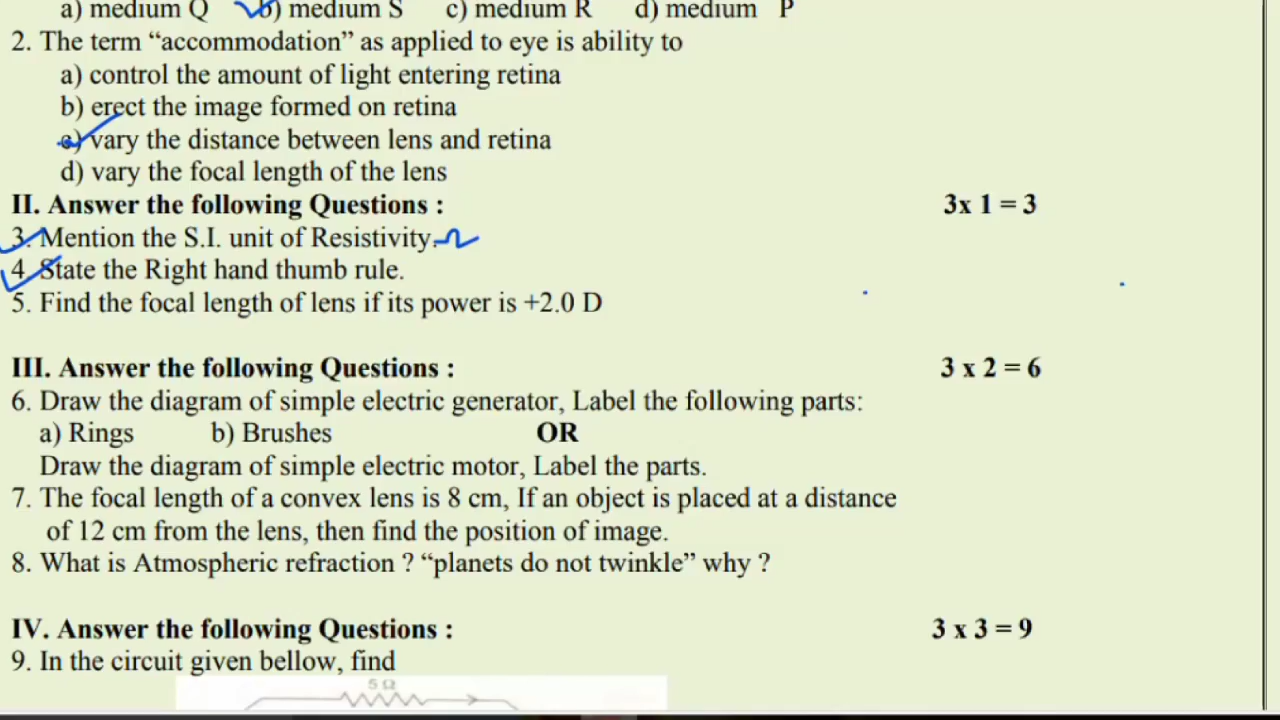 a) medium Q b) medium S c) medium R d) medium P
2. The term “accommodation” as applied to eye is ability to
a) control the amount of light entering retina
b) erect the image formed on retina
c) vary the distance between lens and retina
d) vary the focal length of the lens
II. Answer the following Questions : 3x 1 = 3
3. Mention the S.I. unit of Resistivity.
4. State the Right hand thumb rule.
5. Find the focal length of lens if its power is +2.0 D
III. Answer the following Questions : 3 x 2 = 6
6. Draw the diagram of simple electric generator, Label the following parts:
a) Rings b) Brushes OR
Draw the diagram of simple electric motor, Label the parts.
7. The focal length of a convex lens is 8 cm, If an object is placed at a distance
of 12 cm from the lens, then find the position of image.
8. What is Atmospheric refraction ? “planets do not twinkle” why ?
IV. Answer the following Questions : 3 x 3 = 9
9. In the circuit given bellow, find
5 Ω